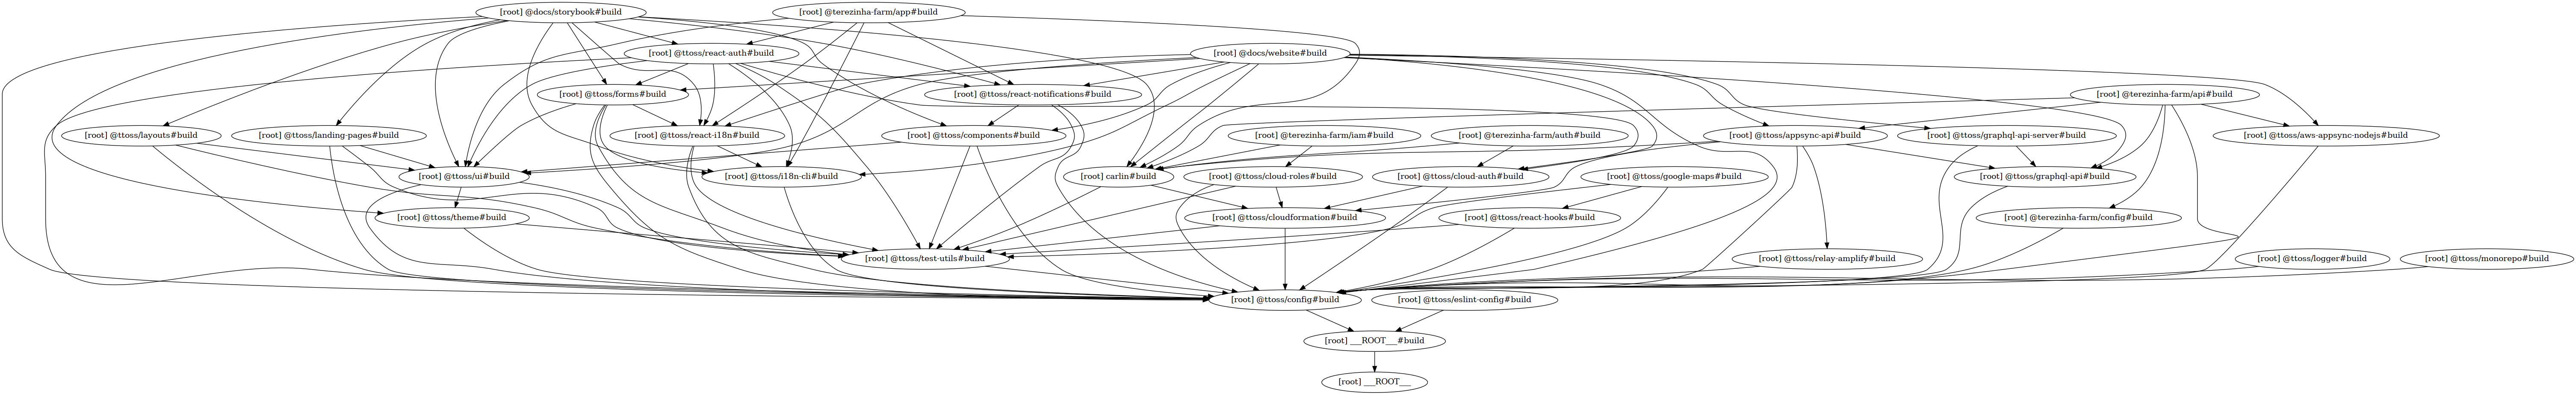 [root] @docs/storybook#build
[root] @terezinha-farm/app#build
[root] @ttoss/react-auth#build
[root] @docs/website#build
[root] @ttoss/forms#build
[root] @ttoss/react-notifications#build
[root] @terezinha-farm/api#build
[root] @ttoss/layouts#build
[root] @ttoss/landing-pages#build
[root] @ttoss/react-i18n#build
[root] @ttoss/components#build
[root] @terezinha-farm/iam#build
[root] @terezinha-farm/auth#build
[root] @ttoss/appsync-api#build
[root] @ttoss/graphql-api-server#build
[root] @ttoss/aws-appsync-nodejs#build
[root] @ttoss/ui#build
[root] @ttoss/i18n-cli#build
[root] carlin#build
[root] @ttoss/cloud-roles#build
[root] @ttoss/cloud-auth#build
[root] @ttoss/google-maps#build
[root] @ttoss/graphql-api#build
[root] @ttoss/theme#build
[root] @ttoss/cloudformation#build
[root] @ttoss/react-hooks#build
[root] @terezinha-farm/config#build
[root] @ttoss/test-utils#build
[root] @ttoss/relay-amplify#build
[root] @ttoss/logger#build
[root] @ttoss/monorepo#build
[root] @ttoss/config#build
[root] @ttoss/eslint-config#build
[root] ___ROOT___#build
[root] ___ROOT___